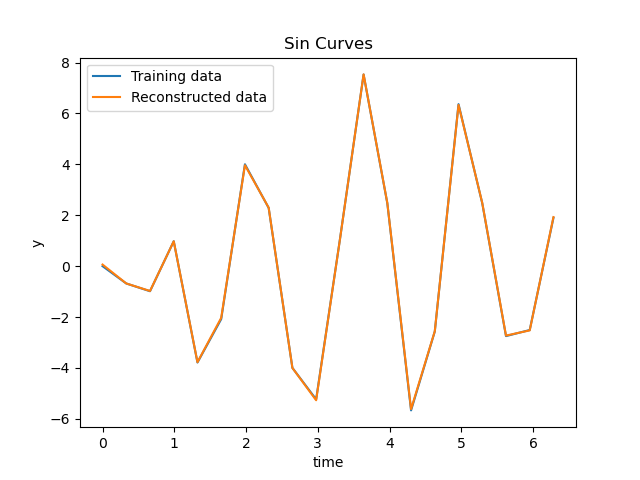 Sin Curves
Training data
Reconstructed data
8
6
4
2
0
−2
−4
−6
y
0 1 2 3 4 5 6
time